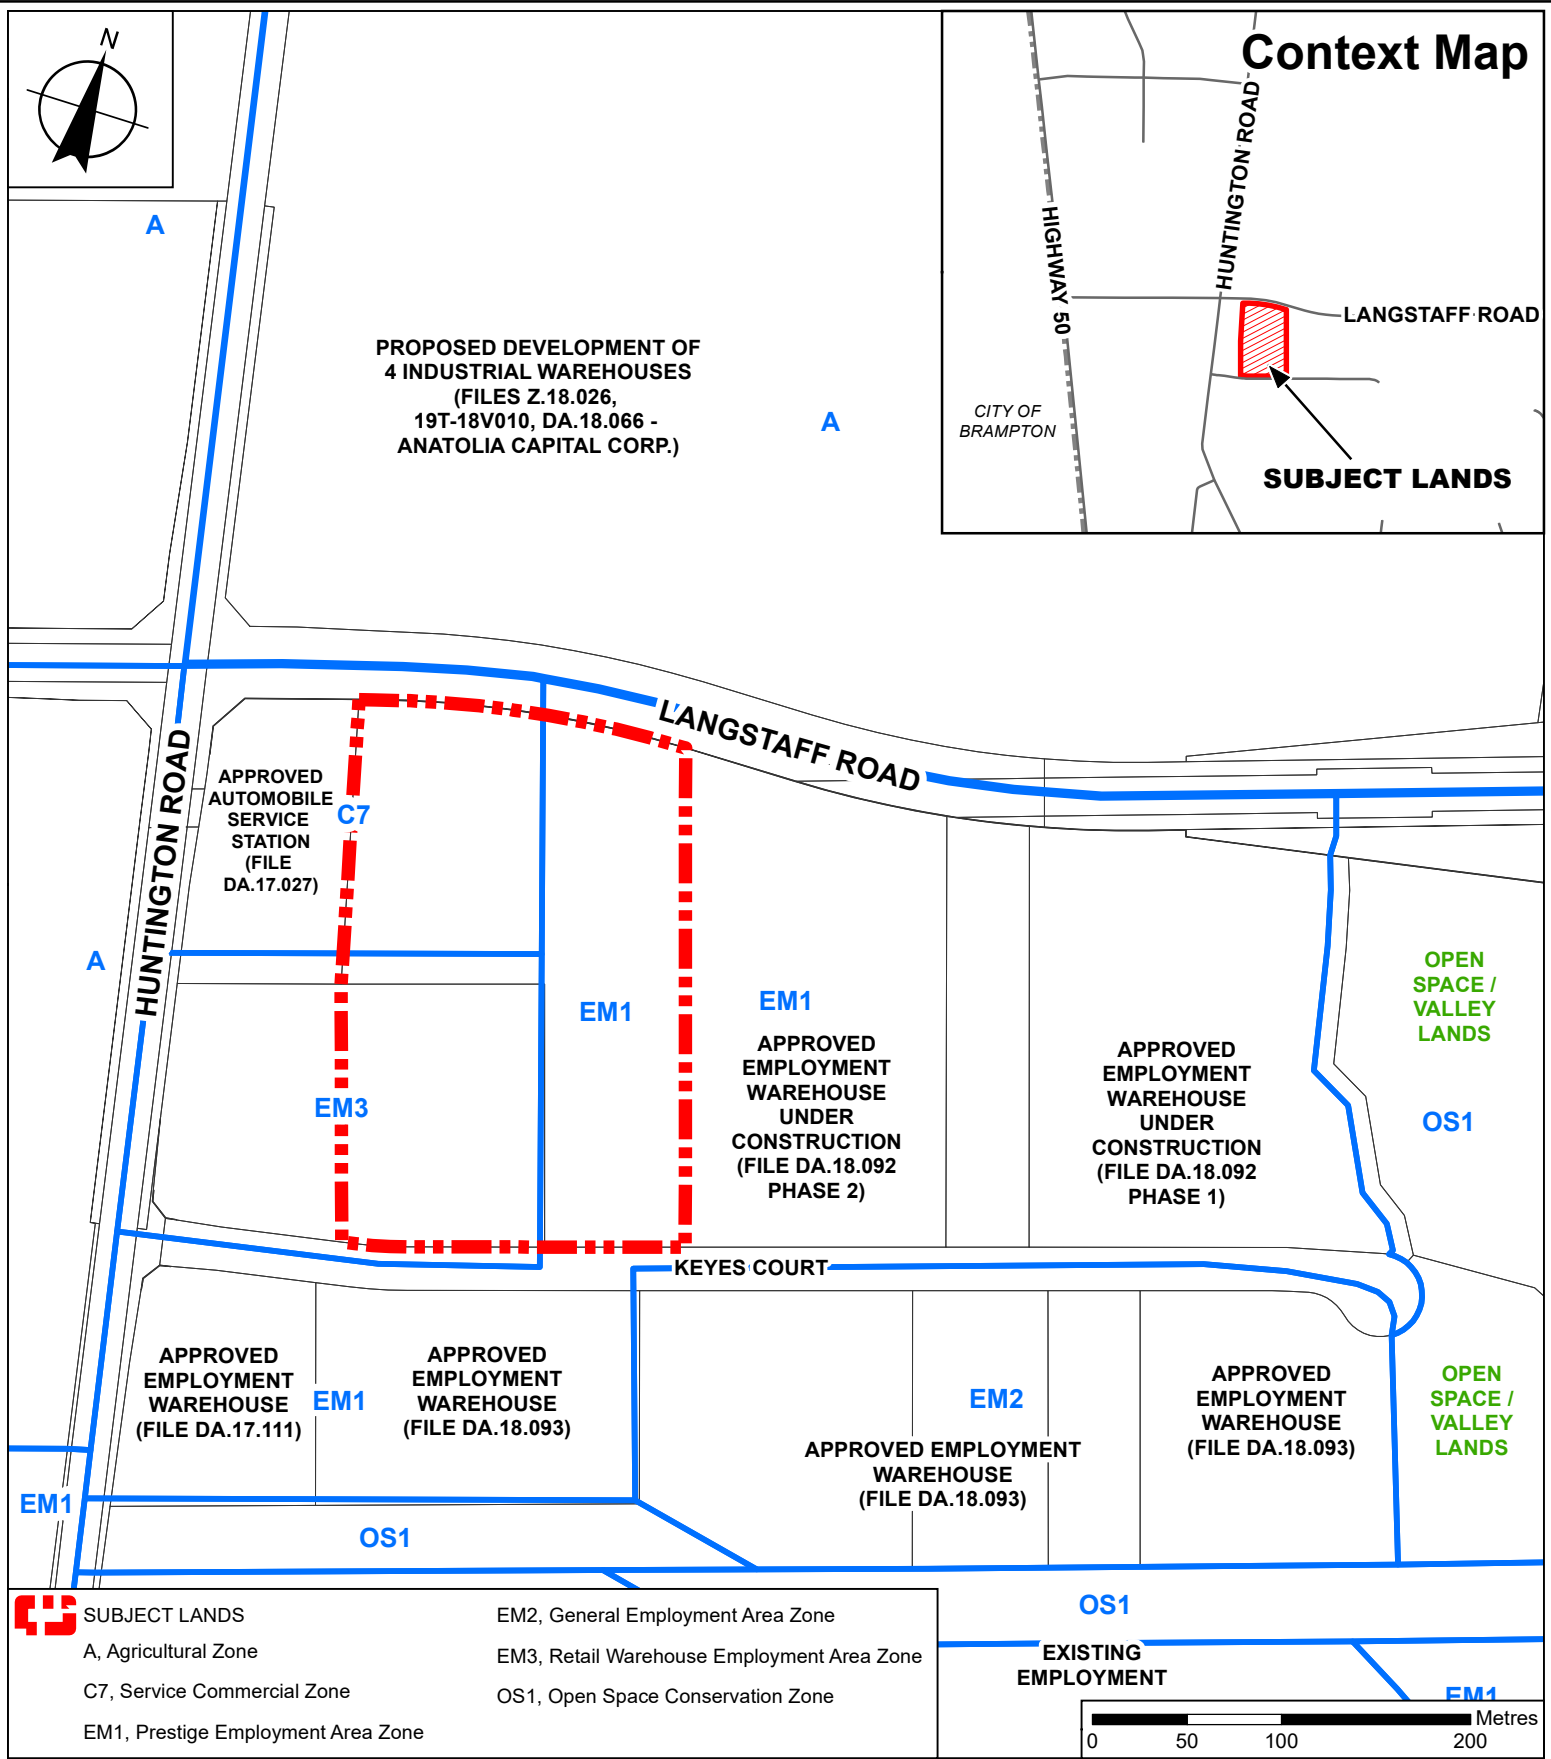 N
Context Map
HUNTINGTON ROAD
HIGHWAY 50
LANGSTAFF ROAD
CITY OF
BRAMPTON
SUBJECT LANDS
A
PROPOSED DEVELOPMENT OF
4 INDUSTRIAL WAREHOUSES
(FILES Z.18.026,
19T-18V010, DA.18.066 -
ANATOLIA CAPITAL CORP.)
A
LANGSTAFF ROAD
HUNTINGTON ROAD
APPROVED
AUTOMOBILE
SERVICE
STATION
(FILE
DA.17.027)
C7
A
EM1
EM1
APPROVED
EMPLOYMENT
WAREHOUSE
UNDER
CONSTRUCTION
(FILE DA.18.092
PHASE 2)
APPROVED
EMPLOYMENT
WAREHOUSE
UNDER
CONSTRUCTION
(FILE DA.18.092
PHASE 1)
OPEN
SPACE /
VALLEY
LANDS
OS1
EM3
KEYES COURT
APPROVED
EMPLOYMENT
WAREHOUSE
(FILE DA.17.111)
EM1
APPROVED
EMPLOYMENT
WAREHOUSE
(FILE DA.18.093)
EM2
APPROVED EMPLOYMENT
WAREHOUSE
(FILE DA.18.093)
APPROVED
EMPLOYMENT
WAREHOUSE
(FILE DA.18.093)
OPEN
SPACE /
VALLEY
LANDS
EM1
OS1
OS1
EXISTING
EMPLOYMENT
EM1
SUBJECT LANDS
A, Agricultural Zone
C7, Service Commercial Zone
EM1, Prestige Employment Area Zone
EM2, General Employment Area Zone
EM3, Retail Warehouse Employment Area Zone
OS1, Open Space Conservation Zone
Metres
0 50 100 200